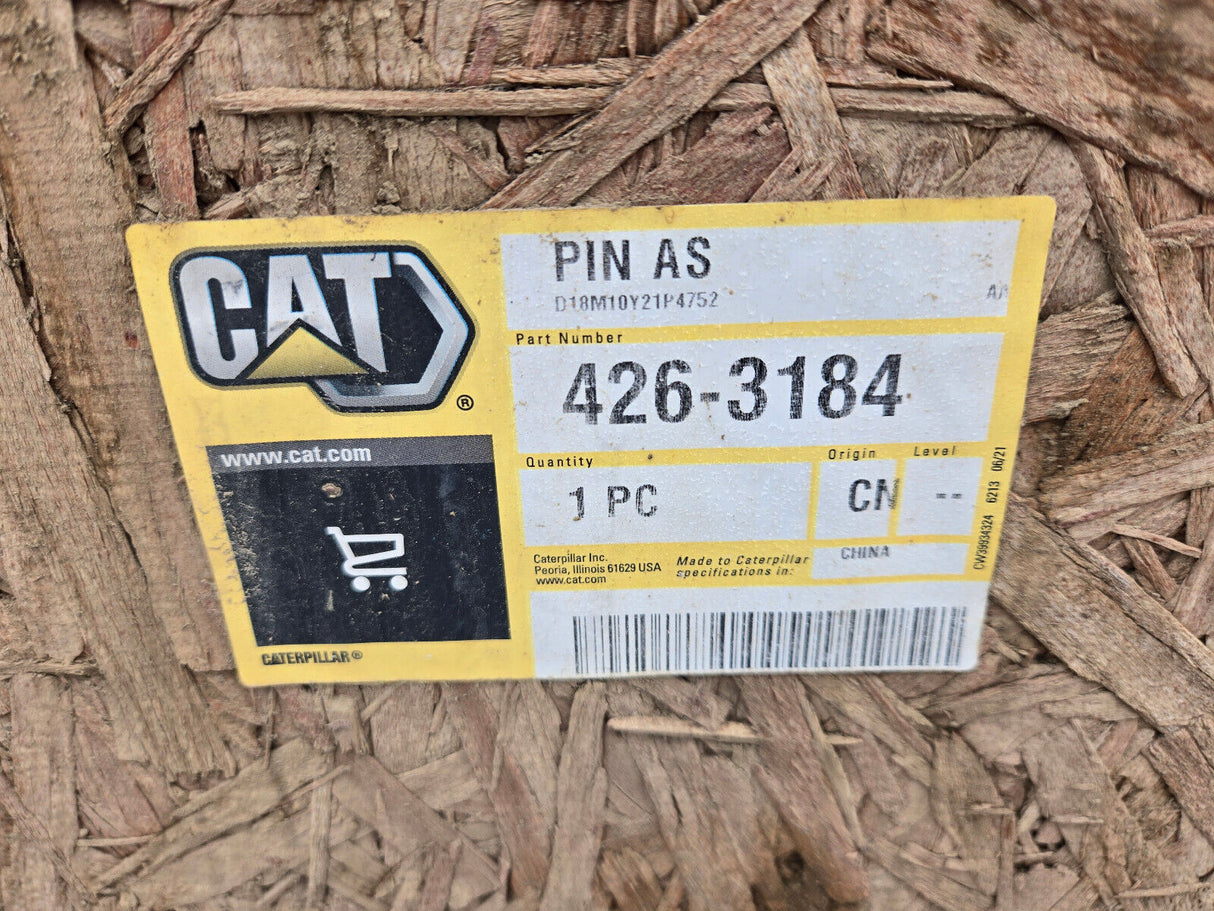 CAT
®
www.cat.com
CATERPILLAR®
PIN AS
D18M10Y21P4752
Part Number
426-3184
Quantity
1 PC
Origin
CN
Level
--
Caterpillar Inc.
Peoria, Illinois 61629 USA
www.cat.com
Made to Caterpillar
specifications in:
CHINA
CW39934324 6213 06/21